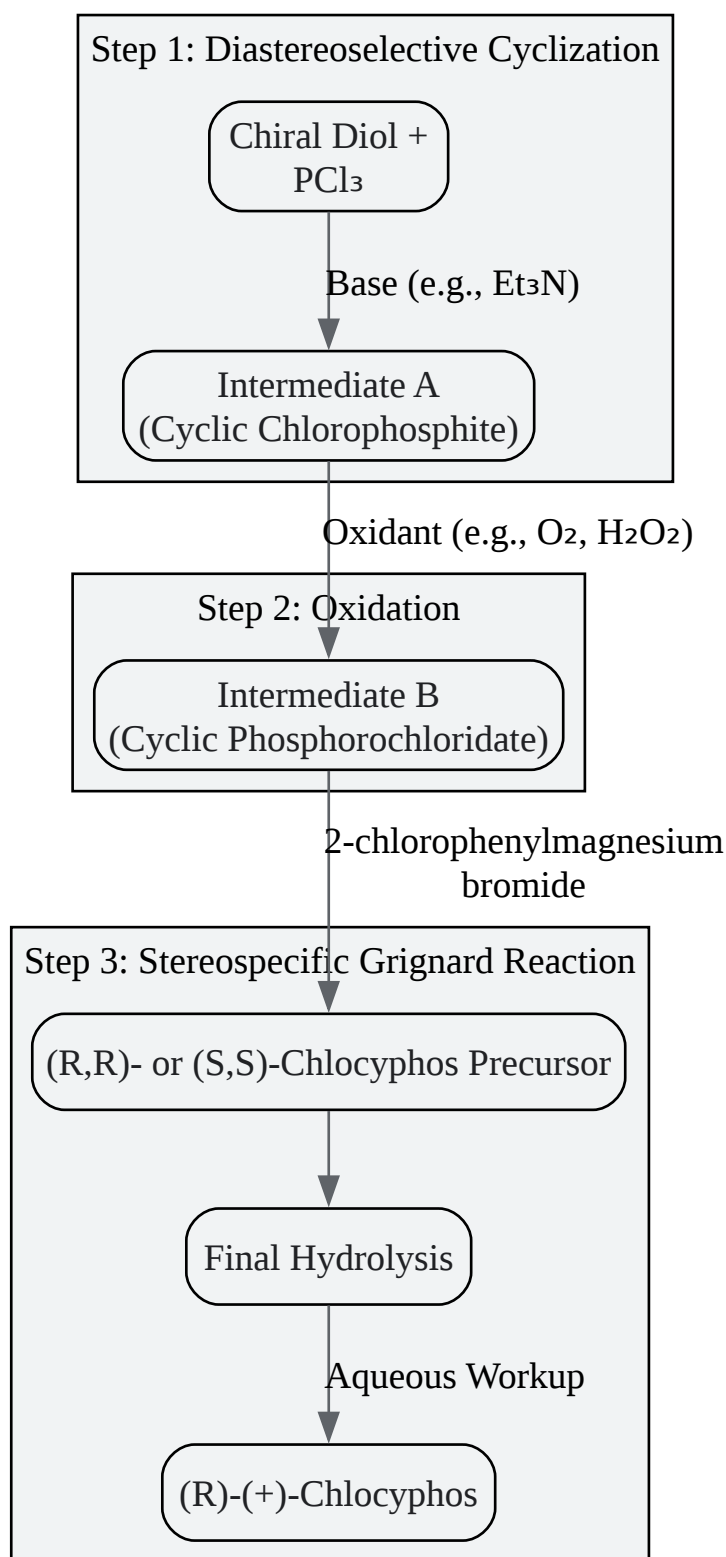 Step 1: Diastereoselective Cyclization
Chiral Diol +
PCl₃
Base (e.g., Et₃N)
Intermediate A
(Cyclic Chlorophosphite)
Oxidant (e.g., O₂, H₂O₂)
Step 2: Oxidation
Intermediate B
(Cyclic Phosphorochloridate)
2-chlorophenylmagnesium
bromide
Step 3: Stereospecific Grignard Reaction
(R,R)- or (S,S)-Chlocyphos Precursor
Final Hydrolysis
Aqueous Workup
(R)-(+)-Chlocyphos